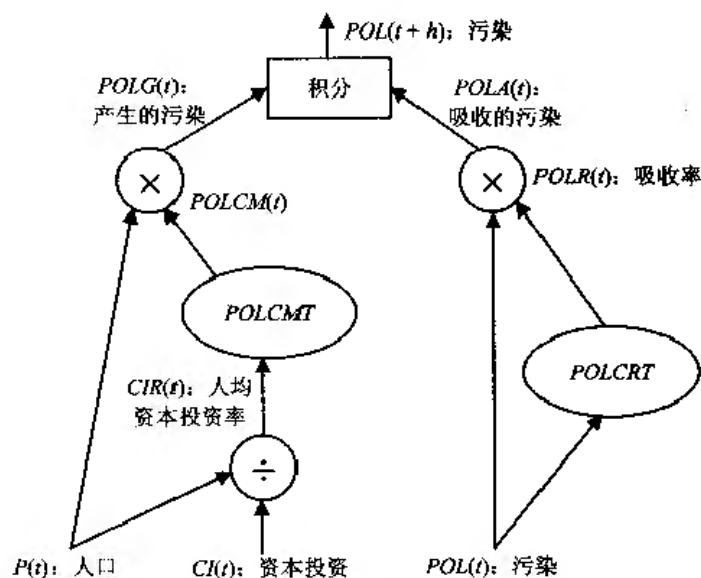 POL(t + h)：污染
POLG(t)：
产生的污染
积分
POLA(t)：
吸收的污染
×
×
POLR(t)：吸收率
POLCM(t)
POLCMT
POLCRT
CIR(t)：人均
资本投资率
÷
P(t)：人口
CI(t)：资本投资
POL(t)：污染